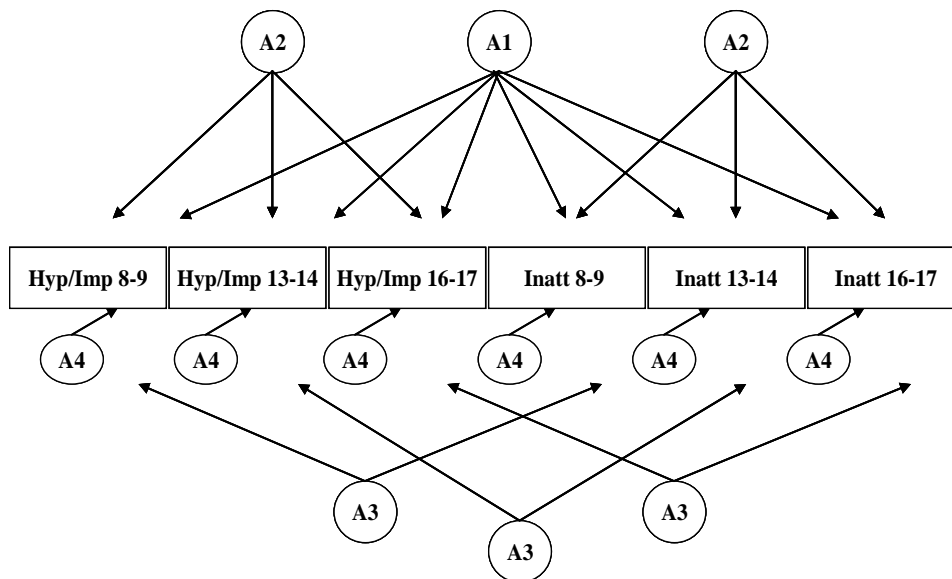 A2
A1
A2
Hyp/Imp 8-9
Hyp/Imp 13-14
Hyp/Imp 16-17
Inatt 8-9
Inatt 13-14
Inatt 16-17
A4
A4
A4
A4
A4
A4
A3
A3
A3